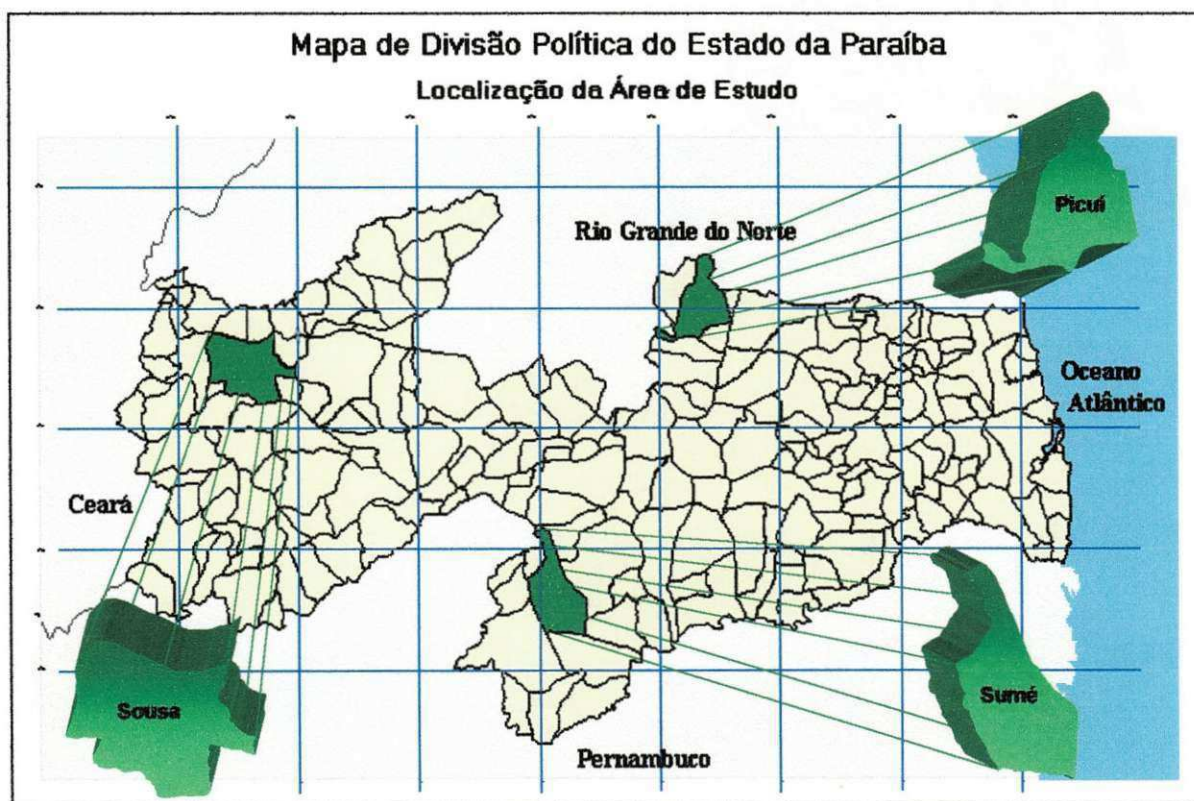 Mapa de Divisão Política do Estado da Paraíba
Localização da Área de Estudo
Picuí
Rio Grande do Norte
Oceano
Atlântico
Ceará
Sousa
Sumé
Pernambuco